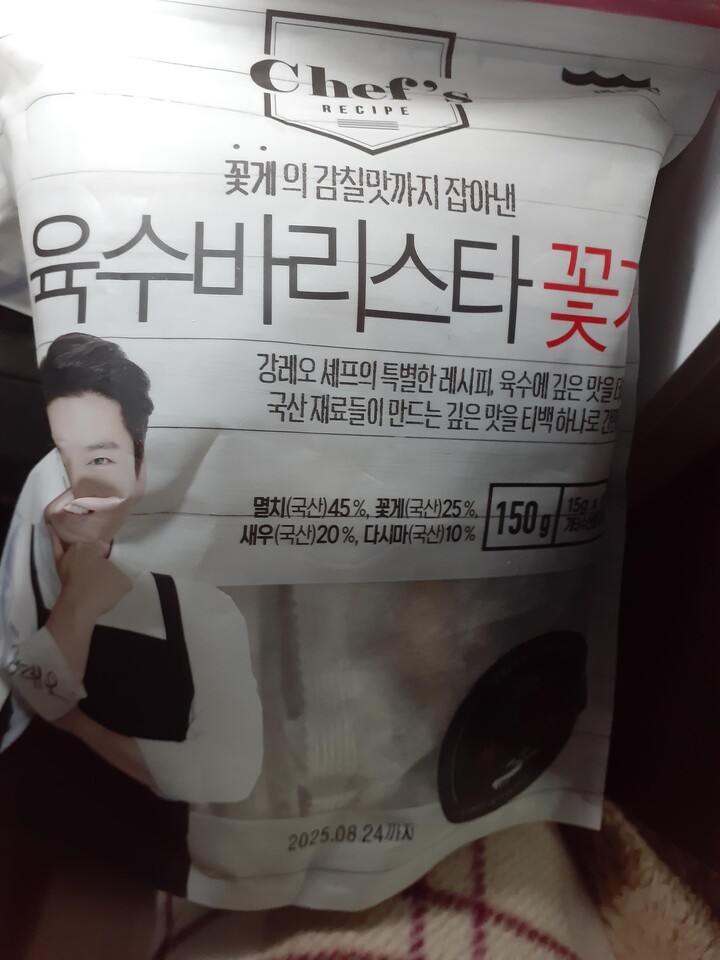 Chef's
RECIPE
꽃게의 감칠맛까지 잡아낸
육수바리스타 꽃게
강레오 셰프의 특별한 레시피, 육수에 깊은 맛을
국산 재료들이 만드는 깊은 맛을 티백 하나로
멸치(국산)45%, 꽃게(국산)25%,
새우(국산)20%, 다시마(국산)10%
150g
15g
강레오
2025.08.24까지